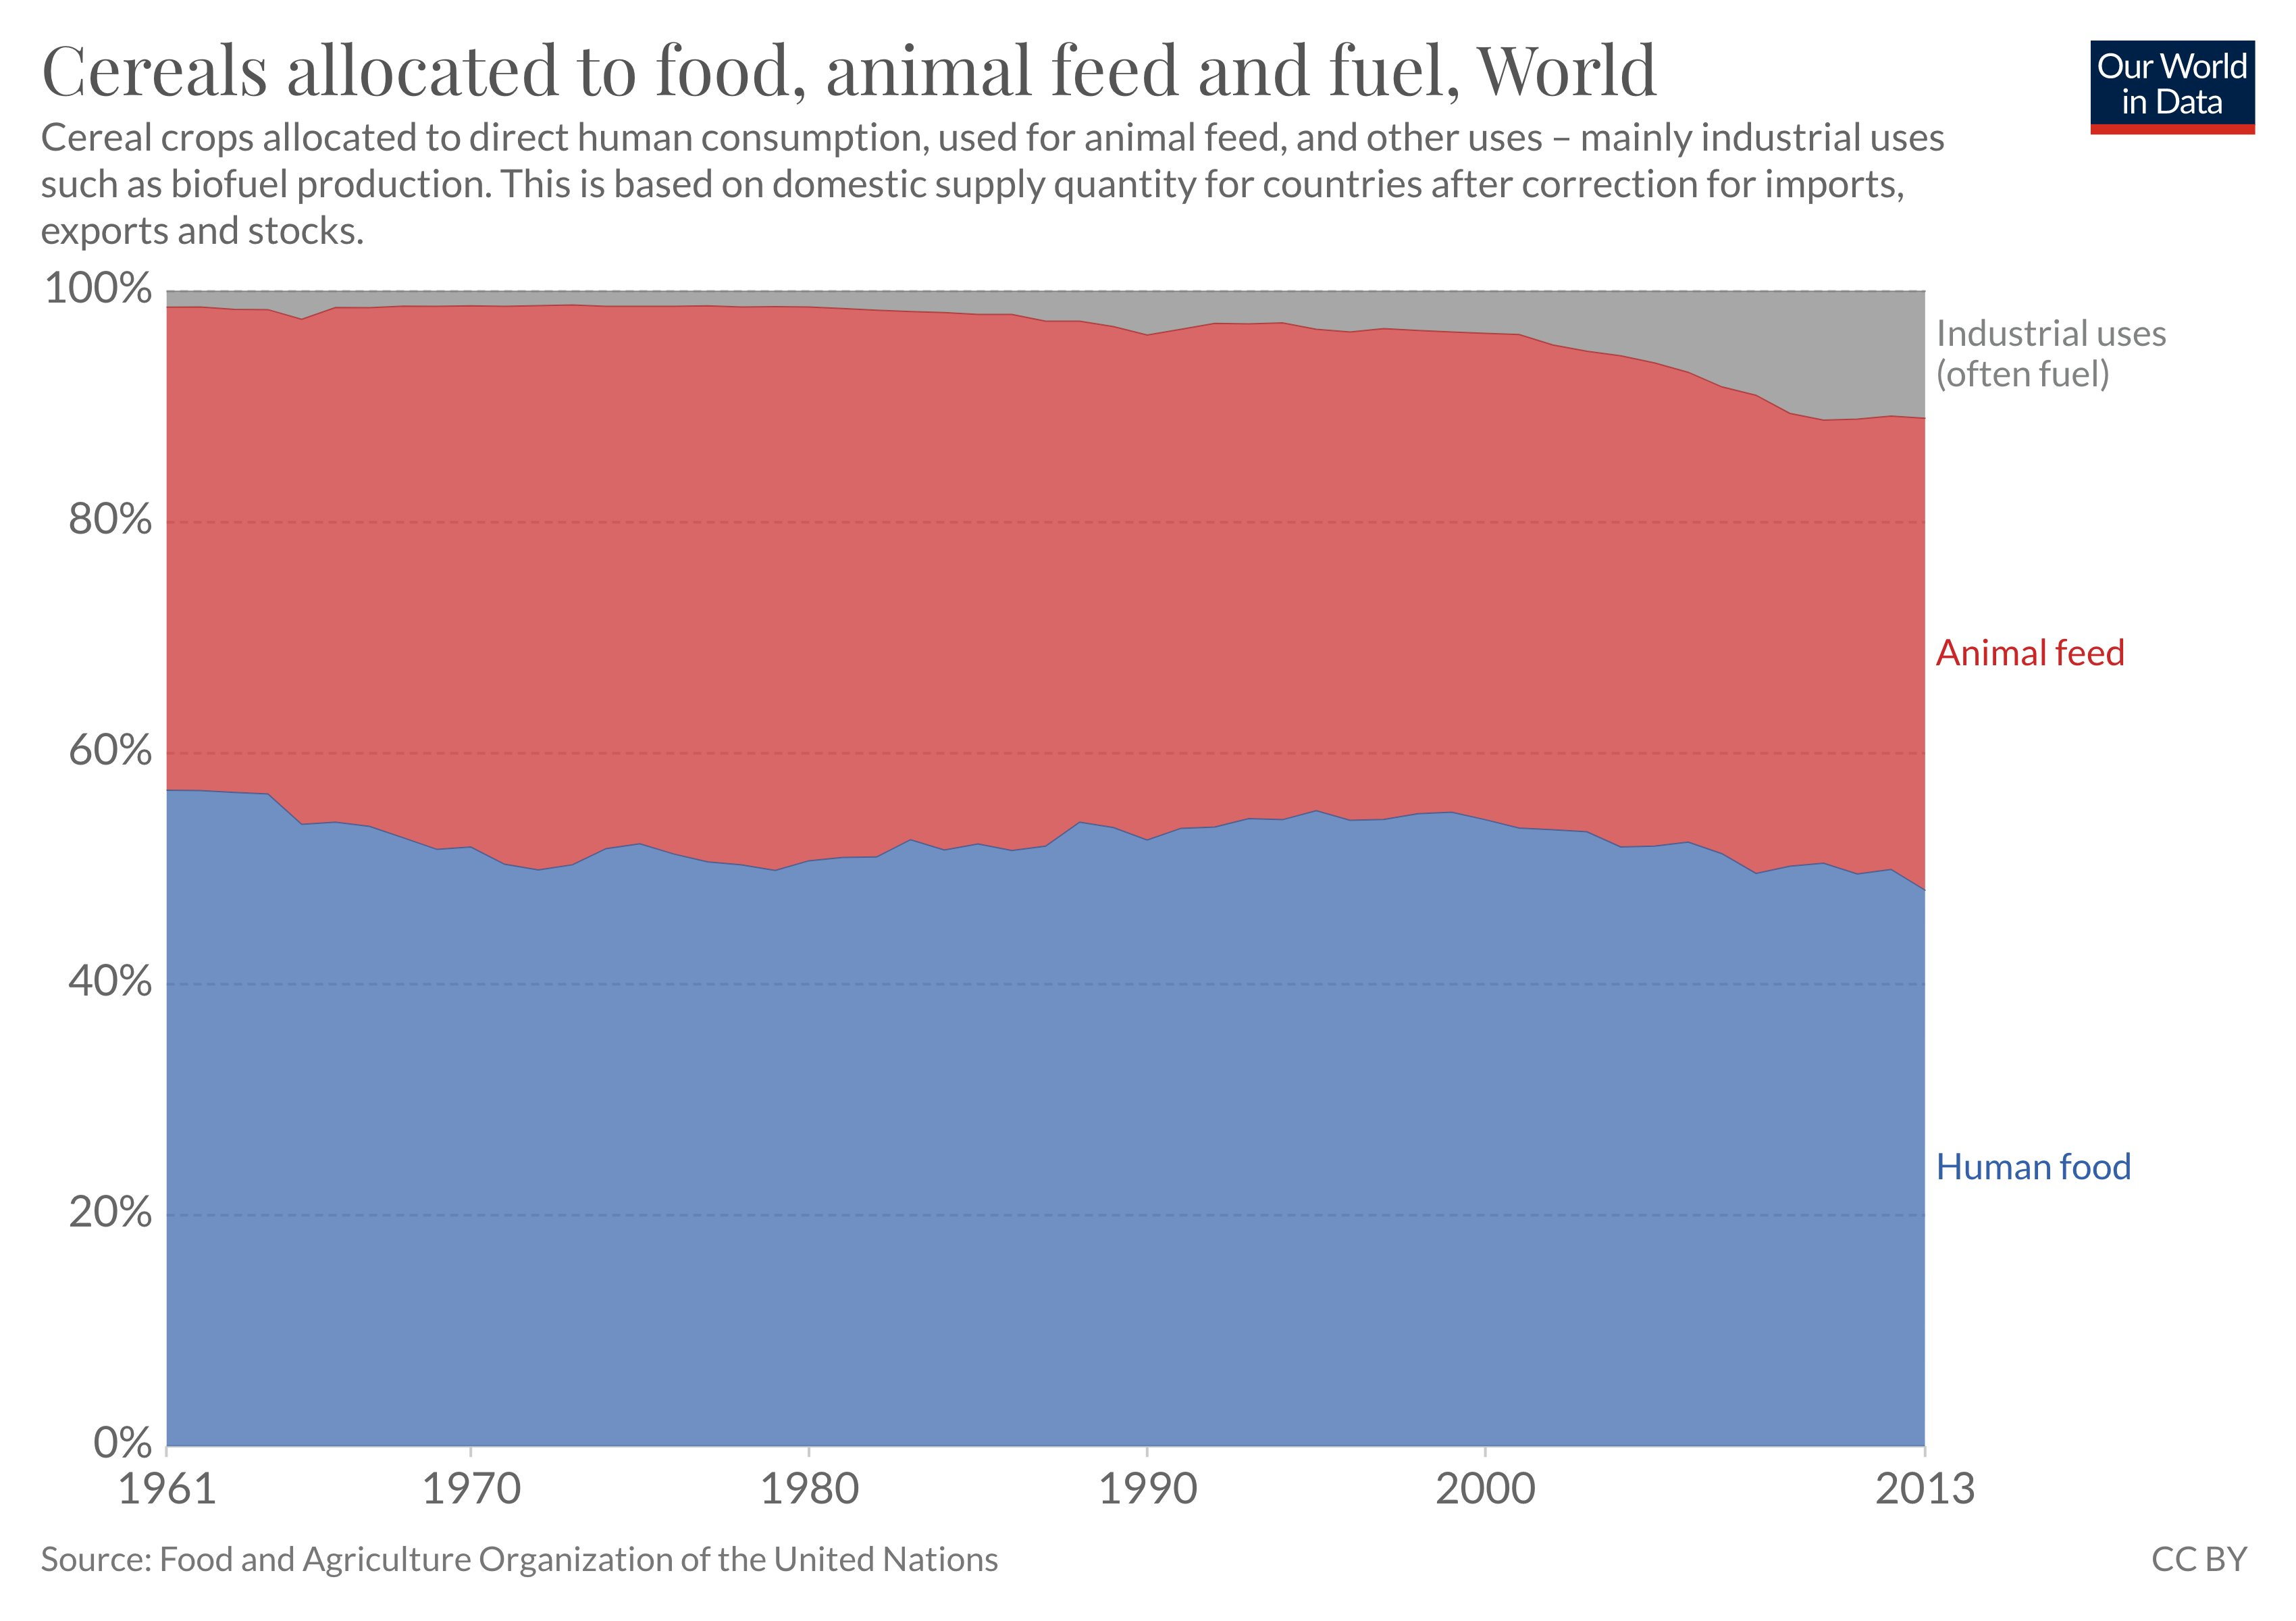 Cereals allocated to food, animal feed and fuel, World
Our World
in Data
Cereal crops allocated to direct human consumption, used for animal feed, and other uses – mainly industrial uses
such as biofuel production. This is based on domestic supply quantity for countries after correction for imports,
exports and stocks.
100%
80%
60%
40%
20%
0%
Industrial uses
(often fuel)
Animal feed
Human food
1961
1970
1980
1990
2000
2013
Source: Food and Agriculture Organization of the United Nations
CC BY